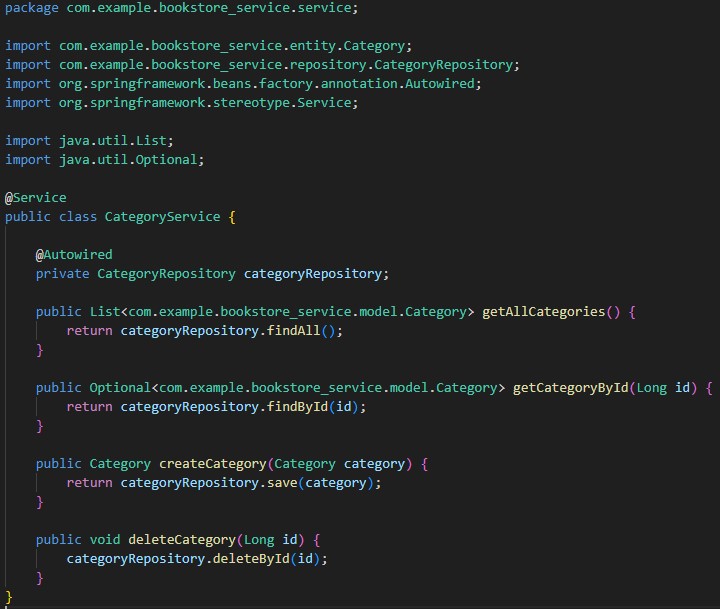 package com.example.bookstore_service.service;

import com.example.bookstore_service.entity.Category;
import com.example.bookstore_service.repository.CategoryRepository;
import org.springframework.beans.factory.annotation.Autowired;
import org.springframework.stereotype.Service;

import java.util.List;
import java.util.Optional;

@Service
public class CategoryService {

    @Autowired
    private CategoryRepository categoryRepository;

    public List<com.example.bookstore_service.model.Category> getAllCategories() {
        return categoryRepository.findAll();
    }

    public Optional<com.example.bookstore_service.model.Category> getCategoryById(Long id) {
        return categoryRepository.findById(id);
    }

    public Category createCategory(Category category) {
        return categoryRepository.save(category);
    }

    public void deleteCategory(Long id) {
        categoryRepository.deleteById(id);
    }
}